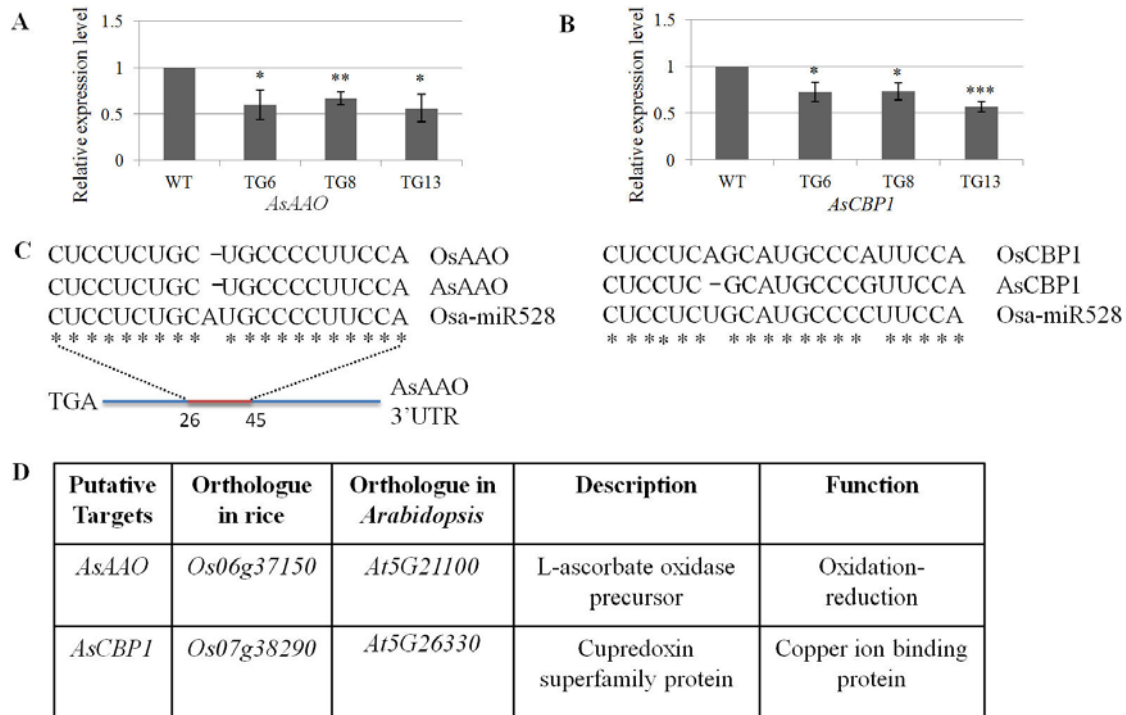 A
Relative expression level
1.5
1
0.5
0
*
**
*
WT TG6 TG8 TG13
AsAAO
B
Relative expression level
1.5
1
0.5
0
*
*
***
WT TG6 TG8 TG13
AsCBP1
C
CUCCUCUGC -UGCCCCUUCCA OsAAO
CUCCUCUGC -UGCCCCUUCCA AsAAO
CUCCUCUGCAUGCCCCUUCCA Osa-miR528
* * * * * * * * * * * * * * * * * * * *
TGA
26 45
AsAAO
3'UTR
CUCCUCAGCAUGCCCAUUCCA OsCBP1
CUCCUC -GCAUGCCCGUUCCA AsCBP1
CUCCUCUGCAUGCCCCUUCCA Osa-miR528
* * * * * * * * * * * * * * * * * * *
D
Putative Targets
Orthologue in rice
Orthologue in Arabidopsis
Description
Function
AsAAO
Os06g37150
At5G21100
L-ascorbate oxidase
precursor
Oxidation-
reduction
AsCBP1
Os07g38290
At5G26330
Cupredoxin
superfamily protein
Copper ion binding
protein